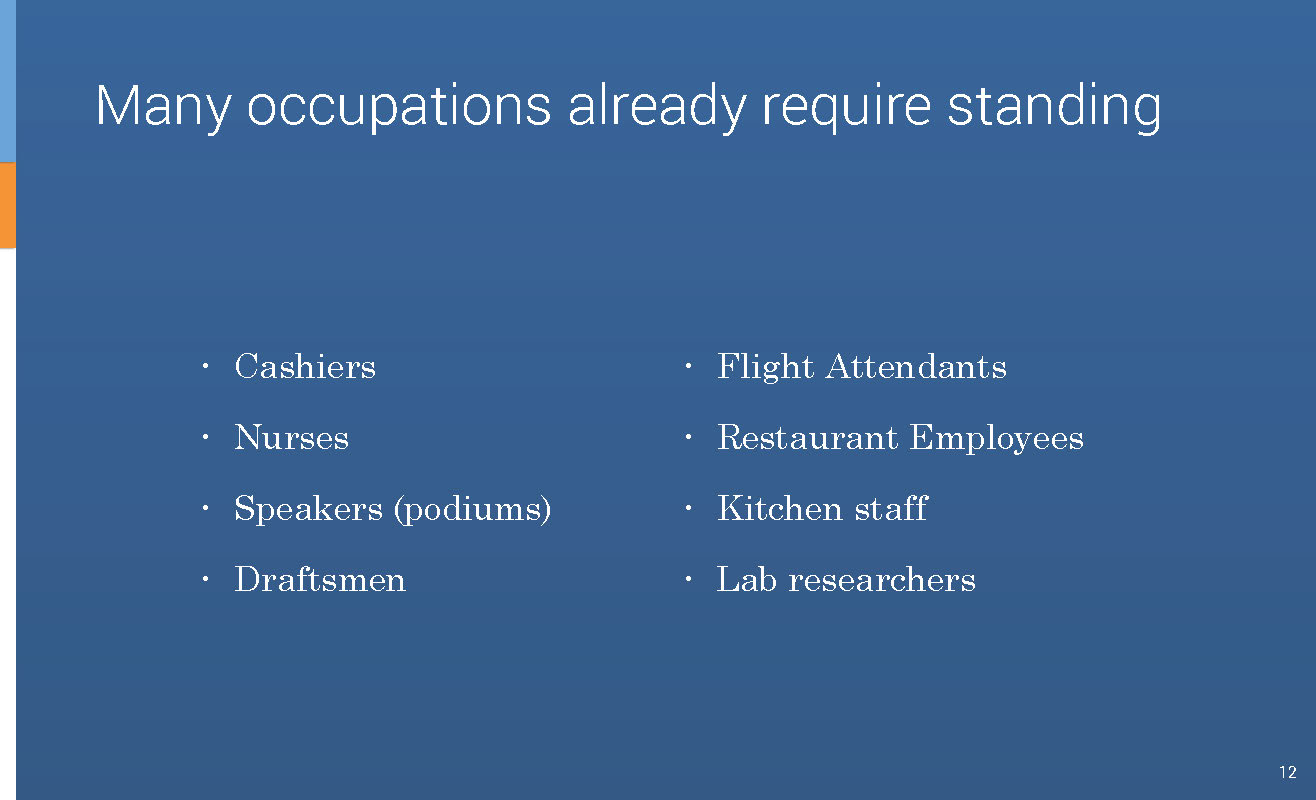 Many occupations already require standing
· Cashiers
· Nurses
· Speakers (podiums)
· Draftsmen
· Flight Attendants
· Restaurant Employees
· Kitchen staff
· Lab researchers
12